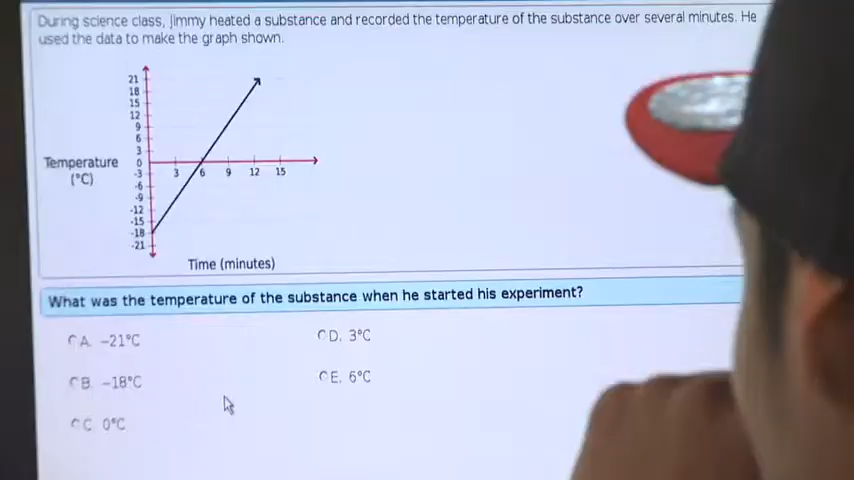 During science class, Jimmy heated a substance and recorded the temperature of the substance over several minutes. He
used the data to make the graph shown.
21
18
15
12
9
6
3
0
-3
-6
-9
-12
-15
-18
-21
Temperature
(°C)
3 6 9 12 15
Time (minutes)
What was the temperature of the substance when he started his experiment?
A. -21°C
B. -18°C
C. 0°C
D. 3°C
E. 6°C